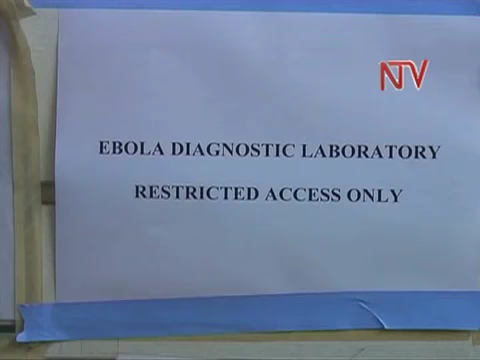 NTV
EBOLA DIAGNOSTIC LABORATORY
RESTRICTED ACCESS ONLY